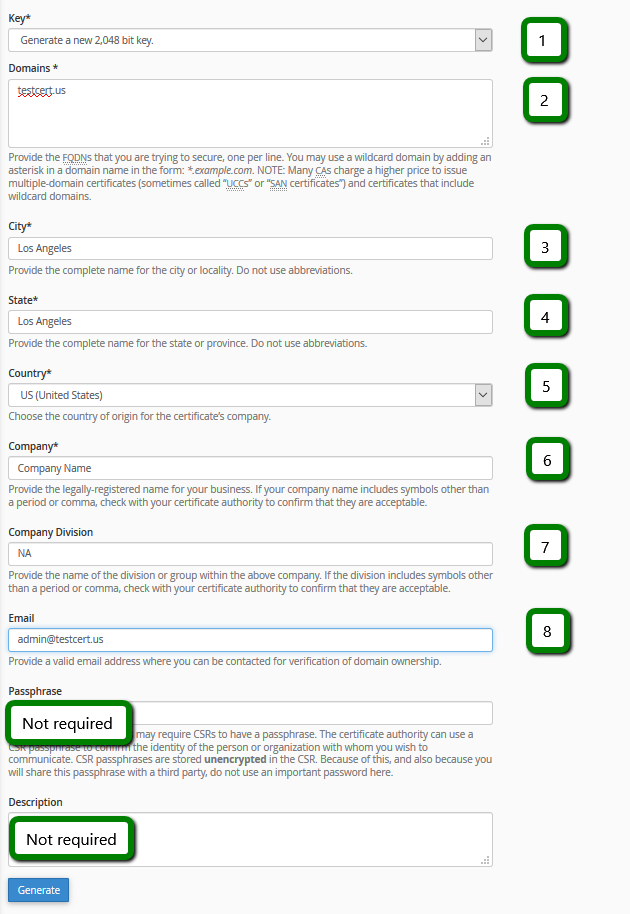 Key*
Generate a new 2,048 bit key.
1
Domains *
testcert.us
2
Provide the FQDNs that you are trying to secure, one per line. You may use a wildcard domain by adding an
asterisk in a domain name in the form: *.example.com. NOTE: Many CAs charge a higher price to issue
multiple-domain certificates (sometimes called “UCCs” or “SAN certificates”) and certificates that include
wildcard domains.
City*
Los Angeles
3
Provide the complete name for the city or locality. Do not use abbreviations.
State*
Los Angeles
4
Provide the complete name for the state or province. Do not use abbreviations.
Country*
US (United States)
5
Choose the country of origin for the certificate’s company.
Company*
Company Name
6
Provide the legally-registered name for your business. If your company name includes symbols other than
a period or comma, check with your certificate authority to confirm that they are acceptable.
Company Division
NA
7
Provide the name of the division or group within the above company. If the division includes symbols other
than a period or comma, check with your certificate authority to confirm that they are acceptable.
Email
admin@testcert.us
8
Provide a valid email address where you can be contacted for verification of domain ownership.
Passphrase
Not required
may require CSRs to have a passphrase. The certificate authority can use a
CSR passphrase to confirm the identity of the person or organization with whom you wish to
communicate. CSR passphrases are stored unencrypted in the CSR. Because of this, and also because you
will share this passphrase with a third party, do not use an important password here.
Description
Not required
Generate